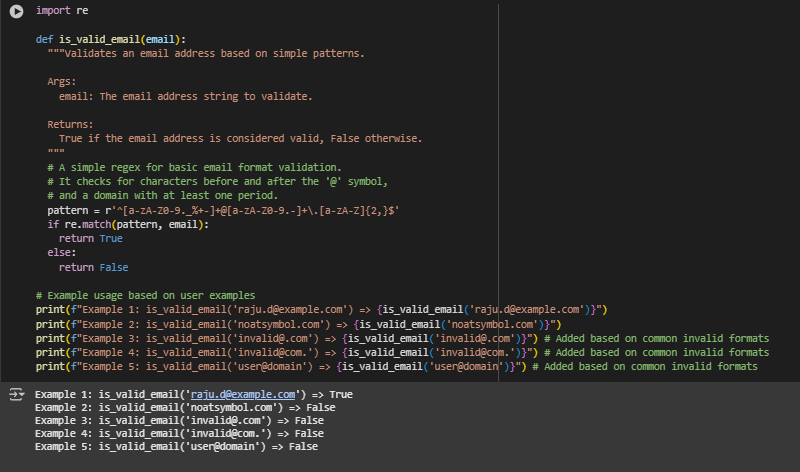 import re

def is_valid_email(email):
  """Validates an email address based on simple patterns.

  Args:
    email: The email address string to validate.

  Returns:
    True if the email address is considered valid, False otherwise.
  """
  # A simple regex for basic email format validation.
  # It checks for characters before and after the '@' symbol,
  # and a domain with at least one period.
  pattern = r'^[a-zA-Z0-9._%+-]+@[a-zA-Z0-9.-]+\.[a-zA-Z]{2,}$'
  if re.match(pattern, email):
    return True
  else:
    return False

# Example usage based on user examples
print(f"Example 1: is_valid_email('raju.d@example.com') => {is_valid_email('raju.d@example.com')}")
print(f"Example 2: is_valid_email('noatsymbol.com') => {is_valid_email('noatsymbol.com')}")
print(f"Example 3: is_valid_email('invalid@.com') => {is_valid_email('invalid@.com')}") # Added based on common invalid formats
print(f"Example 4: is_valid_email('invalid@com.') => {is_valid_email('invalid@com.')}") # Added based on common invalid formats
print(f"Example 5: is_valid_email('user@domain') => {is_valid_email('user@domain')}") # Added based on common invalid formats
Example 1: is_valid_email('raju.d@example.com') => True
Example 2: is_valid_email('noatsymbol.com') => False
Example 3: is_valid_email('invalid@.com') => False
Example 4: is_valid_email('invalid@com.') => False
Example 5: is_valid_email('user@domain') => False